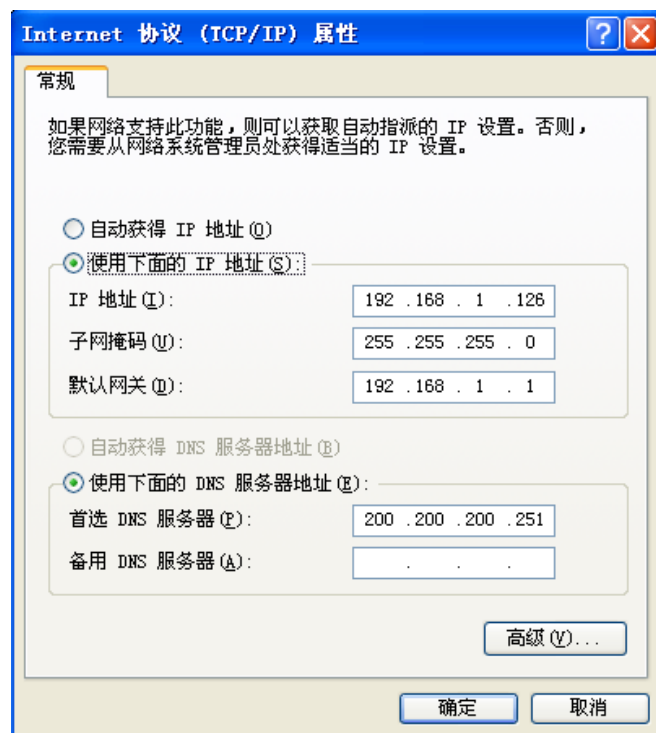 Internet 协议 (TCP/IP) 属性
常规
如果网络支持此功能，则可以获取自动指派的 IP 设置。否则，
您需要从网络系统管理员处获得适当的 IP 设置。
自动获得 IP 地址(O)
使用下面的 IP 地址(S):
IP 地址(I): 192 .168 . 1 .126
子网掩码(U): 255 .255 .255 . 0
默认网关(D): 192 .168 . 1 . 1
自动获得 DNS 服务器地址(B)
使用下面的 DNS 服务器地址(E):
首选 DNS 服务器(P): 200 .200 .200 .251
备用 DNS 服务器(A): . . .
高级(V)...
确定 取消